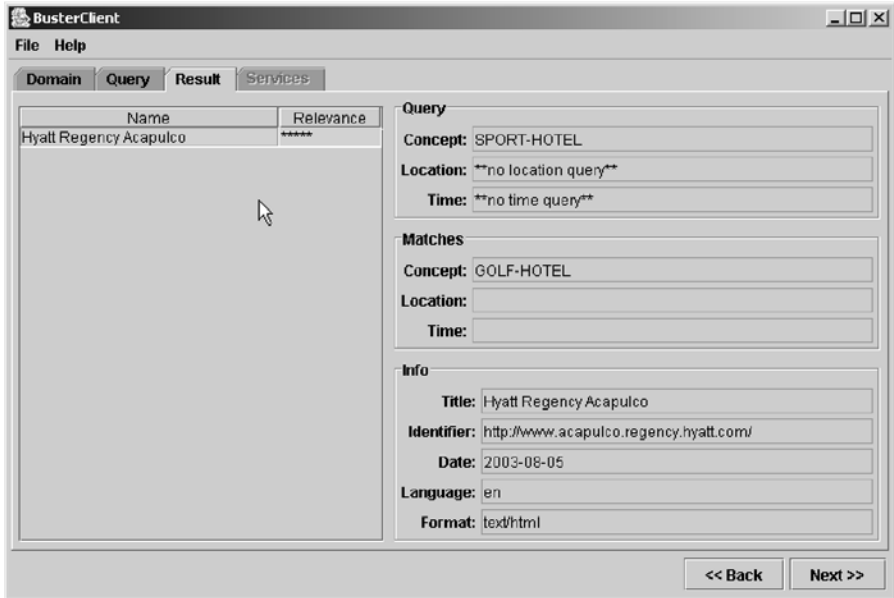 BusterClient
File Help
Domain Query Result Services
Name Relevance
Hyatt Regency Acapulco *****
Query
Concept: SPORT-HOTEL
Location: **no location query**
Time: **no time query**
Matches
Concept: GOLF-HOTEL
Location:
Time:
Info
Title: Hyatt Regency Acapulco
Identifier: http://www.acapulco.regency.hyatt.com/
Date: 2003-08-05
Language: en
Format: text/html
<< Back Next >>